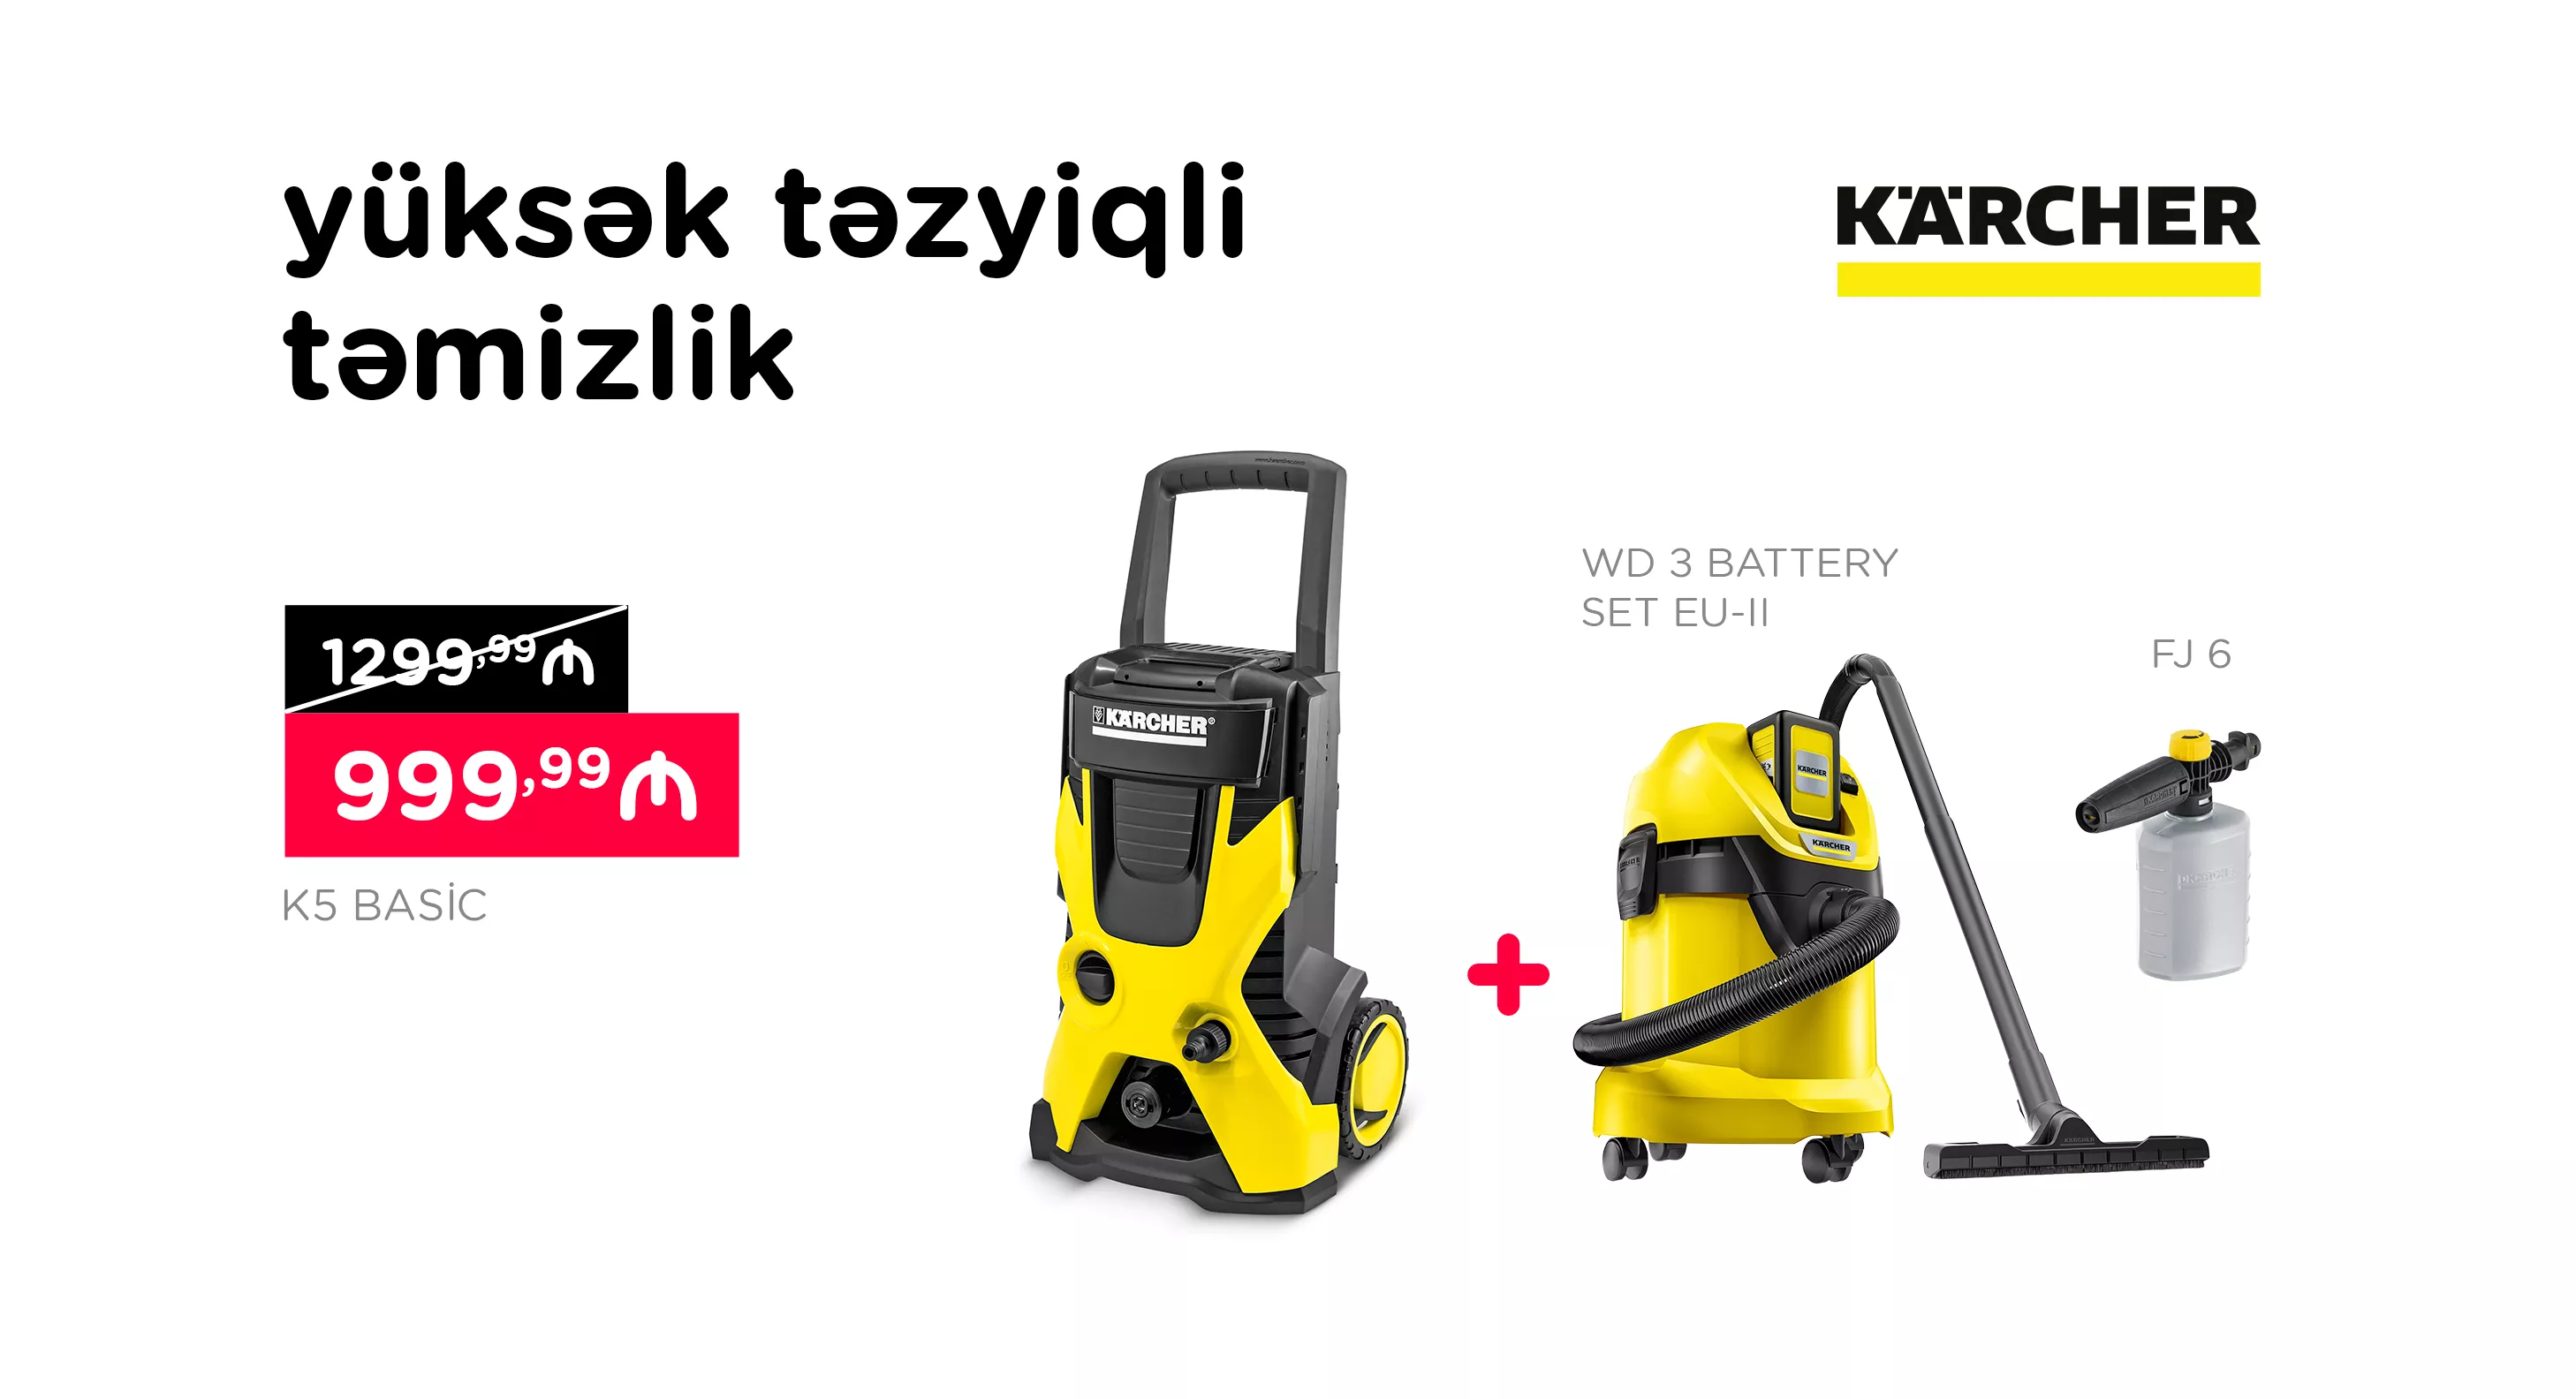 yüksək təzyiqli
təmizlik
KÄRCHER
1299,99 ₼
999,99 ₼
K5 BASİC
KÄRCHER
WD 3 BATTERY
SET EU-II
FJ 6
KÄRCHER
KÄRCHER
KÄRCHER